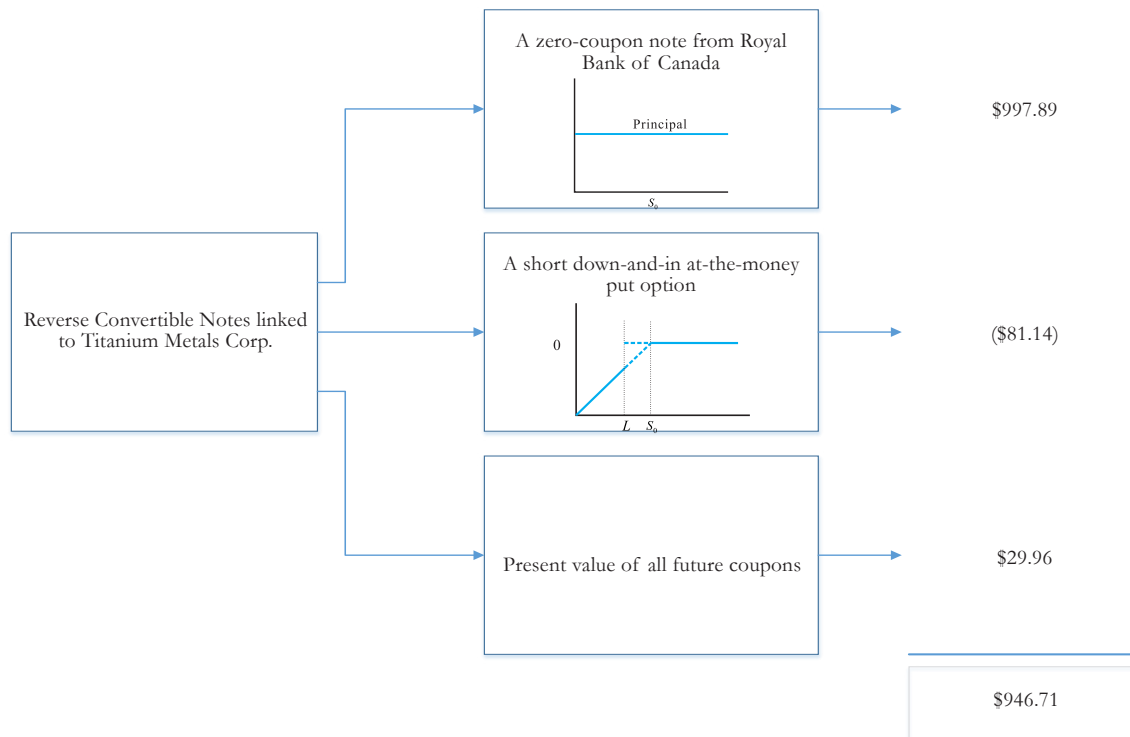 A zero-coupon note from Royal
Bank of Canada
Principal
S₀
$997.89
Reverse Convertible Notes linked
to Titanium Metals Corp.
A short down-and-in at-the-money
put option
0
L S₀
($81.14)
Present value of all future coupons
$29.96
$946.71